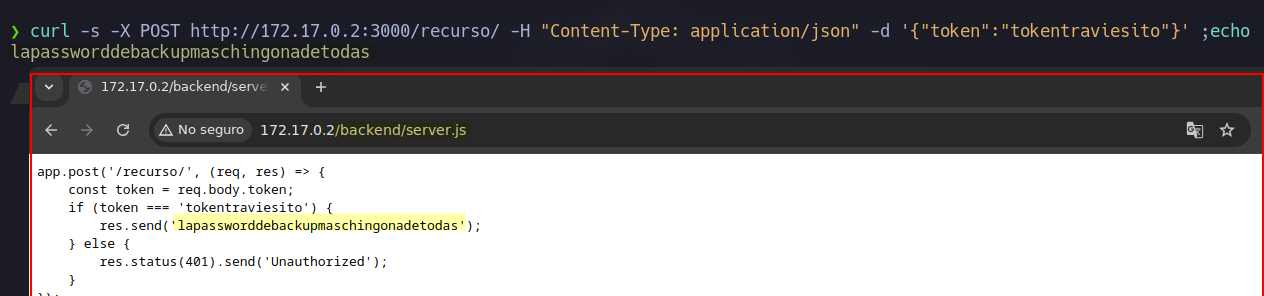 ❯ curl -s -X POST http://172.17.0.2:3000/recurso/ -H "Content-Type: application/json" -d '{"token":"tokentraviesito"}' ;echo
lapassworddebackupmaschingonadetodas
172.17.0.2/backend/serve
No seguro
172.17.0.2/backend/server.js
app.post('/recurso/', (req, res) => {
    const token = req.body.token;
    if (token === 'tokentraviesito') {
        res.send('lapassworddebackupmaschingonadetodas');
    } else {
        res.status(401).send('Unauthorized');
    }
});